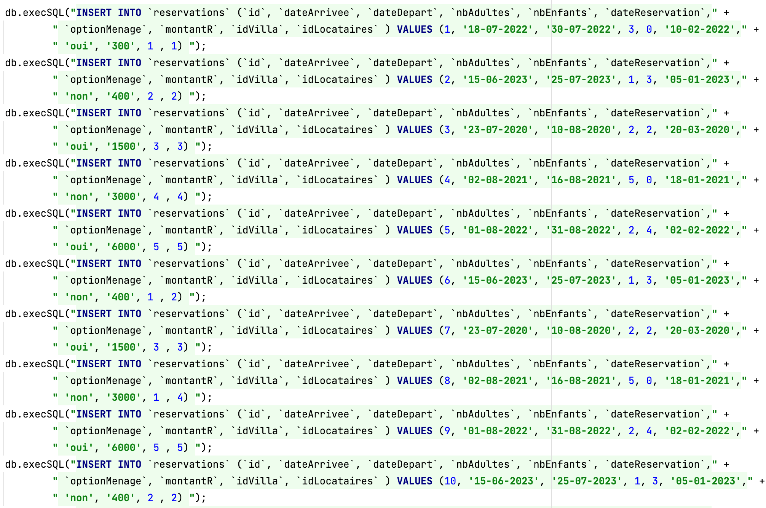 db.execSQL("INSERT INTO `reservations` (`id`, `dateArrivee`, `dateDepart`, `nbAdultes`, `nbEnfants`, `dateReservation`," +
" `optionMenage`, `montantR`, `idVilla`, `idLocataires` ) VALUES (1, '18-07-2022', '30-07-2022', 3, 0, '10-02-2022'," +
" 'oui', '300', 1 , 1) ");
db.execSQL("INSERT INTO `reservations` (`id`, `dateArrivee`, `dateDepart`, `nbAdultes`, `nbEnfants`, `dateReservation`," +
" `optionMenage`, `montantR`, `idVilla`, `idLocataires` ) VALUES (2, '15-06-2023', '25-07-2023', 1, 3, '05-01-2023'," +
" 'non', '400', 2 , 2) ");
db.execSQL("INSERT INTO `reservations` (`id`, `dateArrivee`, `dateDepart`, `nbAdultes`, `nbEnfants`, `dateReservation`," +
" `optionMenage`, `montantR`, `idVilla`, `idLocataires` ) VALUES (3, '23-07-2020', '10-08-2020', 2, 2, '20-03-2020'," +
" 'oui', '1500', 3 , 3) ");
db.execSQL("INSERT INTO `reservations` (`id`, `dateArrivee`, `dateDepart`, `nbAdultes`, `nbEnfants`, `dateReservation`," +
" `optionMenage`, `montantR`, `idVilla`, `idLocataires` ) VALUES (4, '02-08-2021', '16-08-2021', 5, 0, '18-01-2021'," +
" 'non', '3000', 4 , 4) ");
db.execSQL("INSERT INTO `reservations` (`id`, `dateArrivee`, `dateDepart`, `nbAdultes`, `nbEnfants`, `dateReservation`," +
" `optionMenage`, `montantR`, `idVilla`, `idLocataires` ) VALUES (5, '01-08-2022', '31-08-2022', 2, 4, '02-02-2022'," +
" 'oui', '6000', 5 , 5) ");
db.execSQL("INSERT INTO `reservations` (`id`, `dateArrivee`, `dateDepart`, `nbAdultes`, `nbEnfants`, `dateReservation`," +
" `optionMenage`, `montantR`, `idVilla`, `idLocataires` ) VALUES (6, '15-06-2023', '25-07-2023', 1, 3, '05-01-2023'," +
" 'non', '400', 1 , 2) ");
db.execSQL("INSERT INTO `reservations` (`id`, `dateArrivee`, `dateDepart`, `nbAdultes`, `nbEnfants`, `dateReservation`," +
" `optionMenage`, `montantR`, `idVilla`, `idLocataires` ) VALUES (7, '23-07-2020', '10-08-2020', 2, 2, '20-03-2020'," +
" 'oui', '1500', 3 , 3) ");
db.execSQL("INSERT INTO `reservations` (`id`, `dateArrivee`, `dateDepart`, `nbAdultes`, `nbEnfants`, `dateReservation`," +
" `optionMenage`, `montantR`, `idVilla`, `idLocataires` ) VALUES (8, '02-08-2021', '16-08-2021', 5, 0, '18-01-2021'," +
" 'non', '3000', 1 , 4) ");
db.execSQL("INSERT INTO `reservations` (`id`, `dateArrivee`, `dateDepart`, `nbAdultes`, `nbEnfants`, `dateReservation`," +
" `optionMenage`, `montantR`, `idVilla`, `idLocataires` ) VALUES (9, '01-08-2022', '31-08-2022', 2, 4, '02-02-2022'," +
" 'oui', '6000', 5 , 5) ");
db.execSQL("INSERT INTO `reservations` (`id`, `dateArrivee`, `dateDepart`, `nbAdultes`, `nbEnfants`, `dateReservation`," +
" `optionMenage`, `montantR`, `idVilla`, `idLocataires` ) VALUES (10, '15-06-2023', '25-07-2023', 1, 3, '05-01-2023'," +
" 'non', '400', 2 , 2) ");